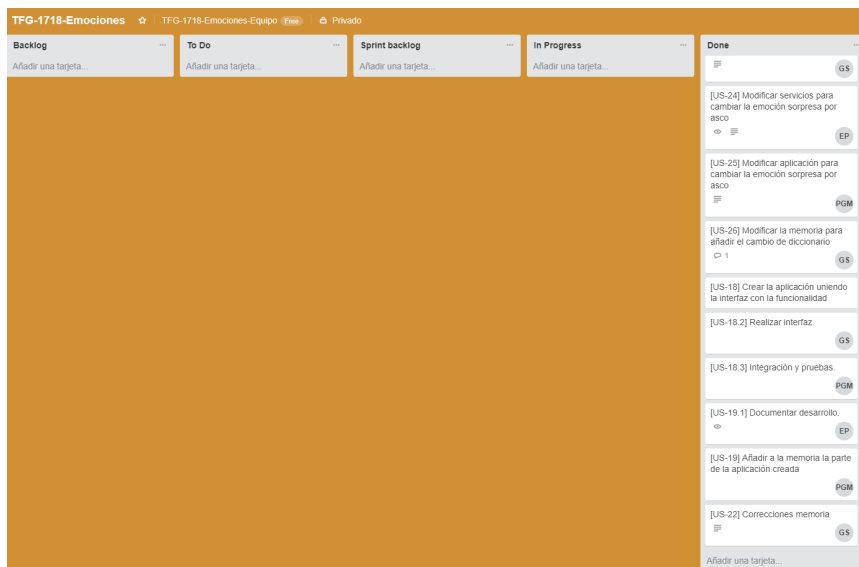 TFG-1718-Emociones TFG-1718-Emociones-Equipo Free Privado
Backlog
Añadir una tarjeta...
To Do
Añadir una tarjeta...
Sprint backlog
Añadir una tarjeta...
In Progress
Añadir una tarjeta...
Done
GS
[US-24] Modificar servicios para
cambiar la emoción sorpresa por
asco
EP
[US-25] Modificar aplicación para
cambiar la emoción sorpresa por
asco
PGM
[US-26] Modificar la memoria para
añadir el cambio de diccionario
1
GS
[US-18] Crear la aplicación uniendo
la interfaz con la funcionalidad
[US-18.2] Realizar interfaz.
GS
[US-18.3] Integración y pruebas.
PGM
[US-19.1] Documentar desarrollo.
EP
[US-19] Añadir a la memoria la parte
de la aplicación creada
PGM
[US-22] Correcciones memoria
GS
Añadir una tarjeta...